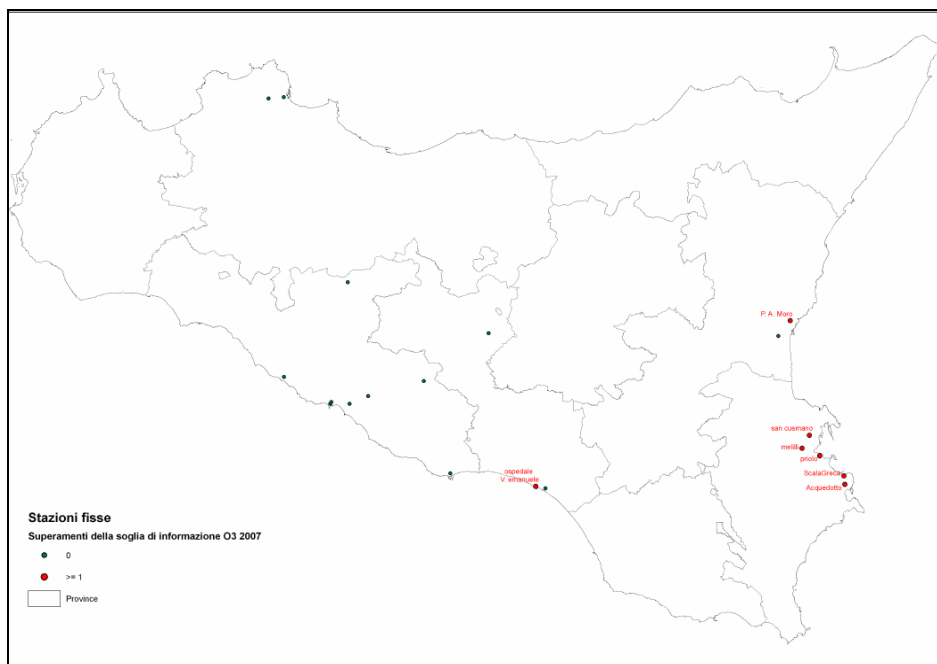 P. A. Moro
san cusmano
melilli
priolo
ScalaGreca
Acquedotto
ospedale
V. emanuele
Stazioni fisse
Superamenti della soglia di informazione O3 2007
0
>= 1
Province